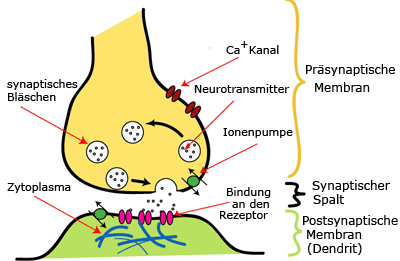 Ca+Kanal
synaptisches
Bläschen
Neurotransmitter
Präsynaptische
Membran
Ionenpumpe
Zytoplasma
Bindung
an den
Rezeptor
Synaptischer
Spalt
Postsynaptische
Membran
(Dendrit)